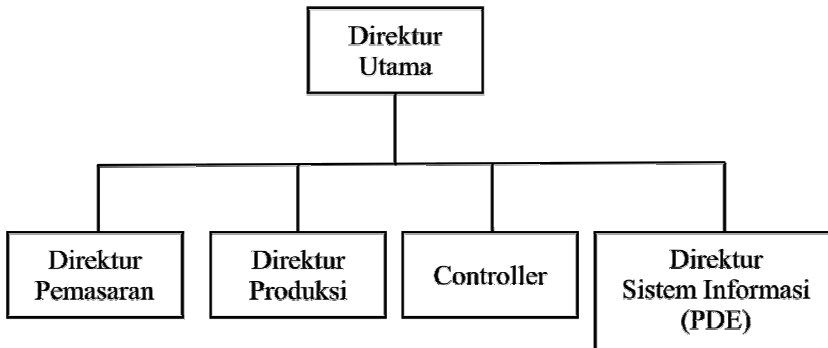 Direktur
Utama
Direktur
Pemasaran
Direktur
Produksi
Controller
Direktur
Sistem Informasi
(PDE)